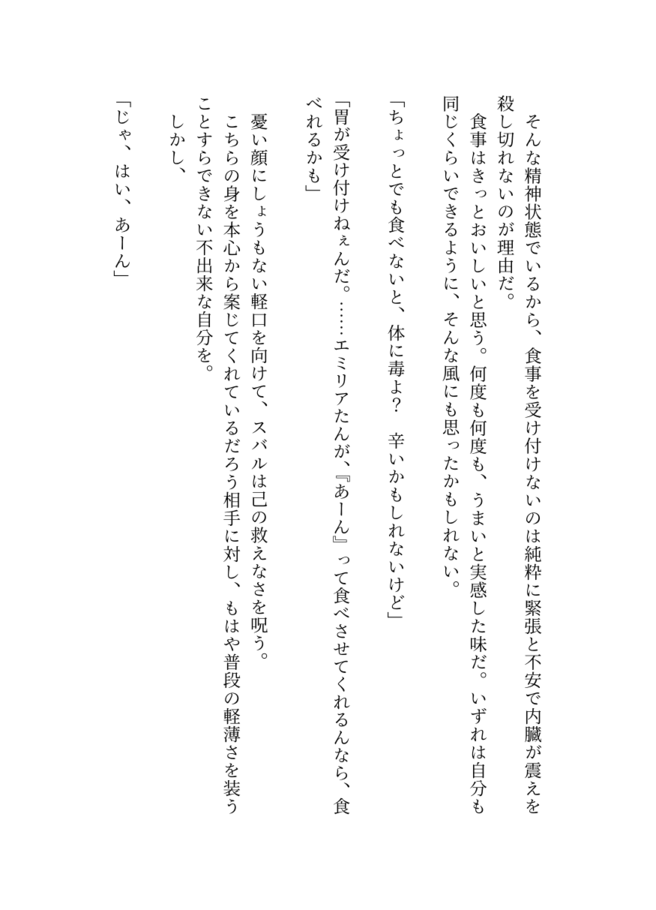 そんな精神状態でいるから、食事を受け付けないのは純粋に緊張と不安で内臓が震えを
殺し切れないのが理由だ。
　食事はきっとおいしいと思う。何度も何度も、うまいと実感した味だ。いずれは自分も
同じくらいできるように、そんな風にも思ったかもしれない。
「ちょっとでも食べないと、体に毒よ？　辛いかもしれないけど」
「胃が受け付けねぇんだ。……エミリアたんが、『あーん』って食べさせてくれるんなら、食
べれるかも」
　憂い顔にしょうもない軽口を向けて、スバルは己の救えなさを呪う。
　こちらの身を本心から案じてくれているだろう相手に対し、もはや普段の軽薄さを装う
ことすらできない不出来な自分を。
　しかし、
「じゃ、はい、あーん」